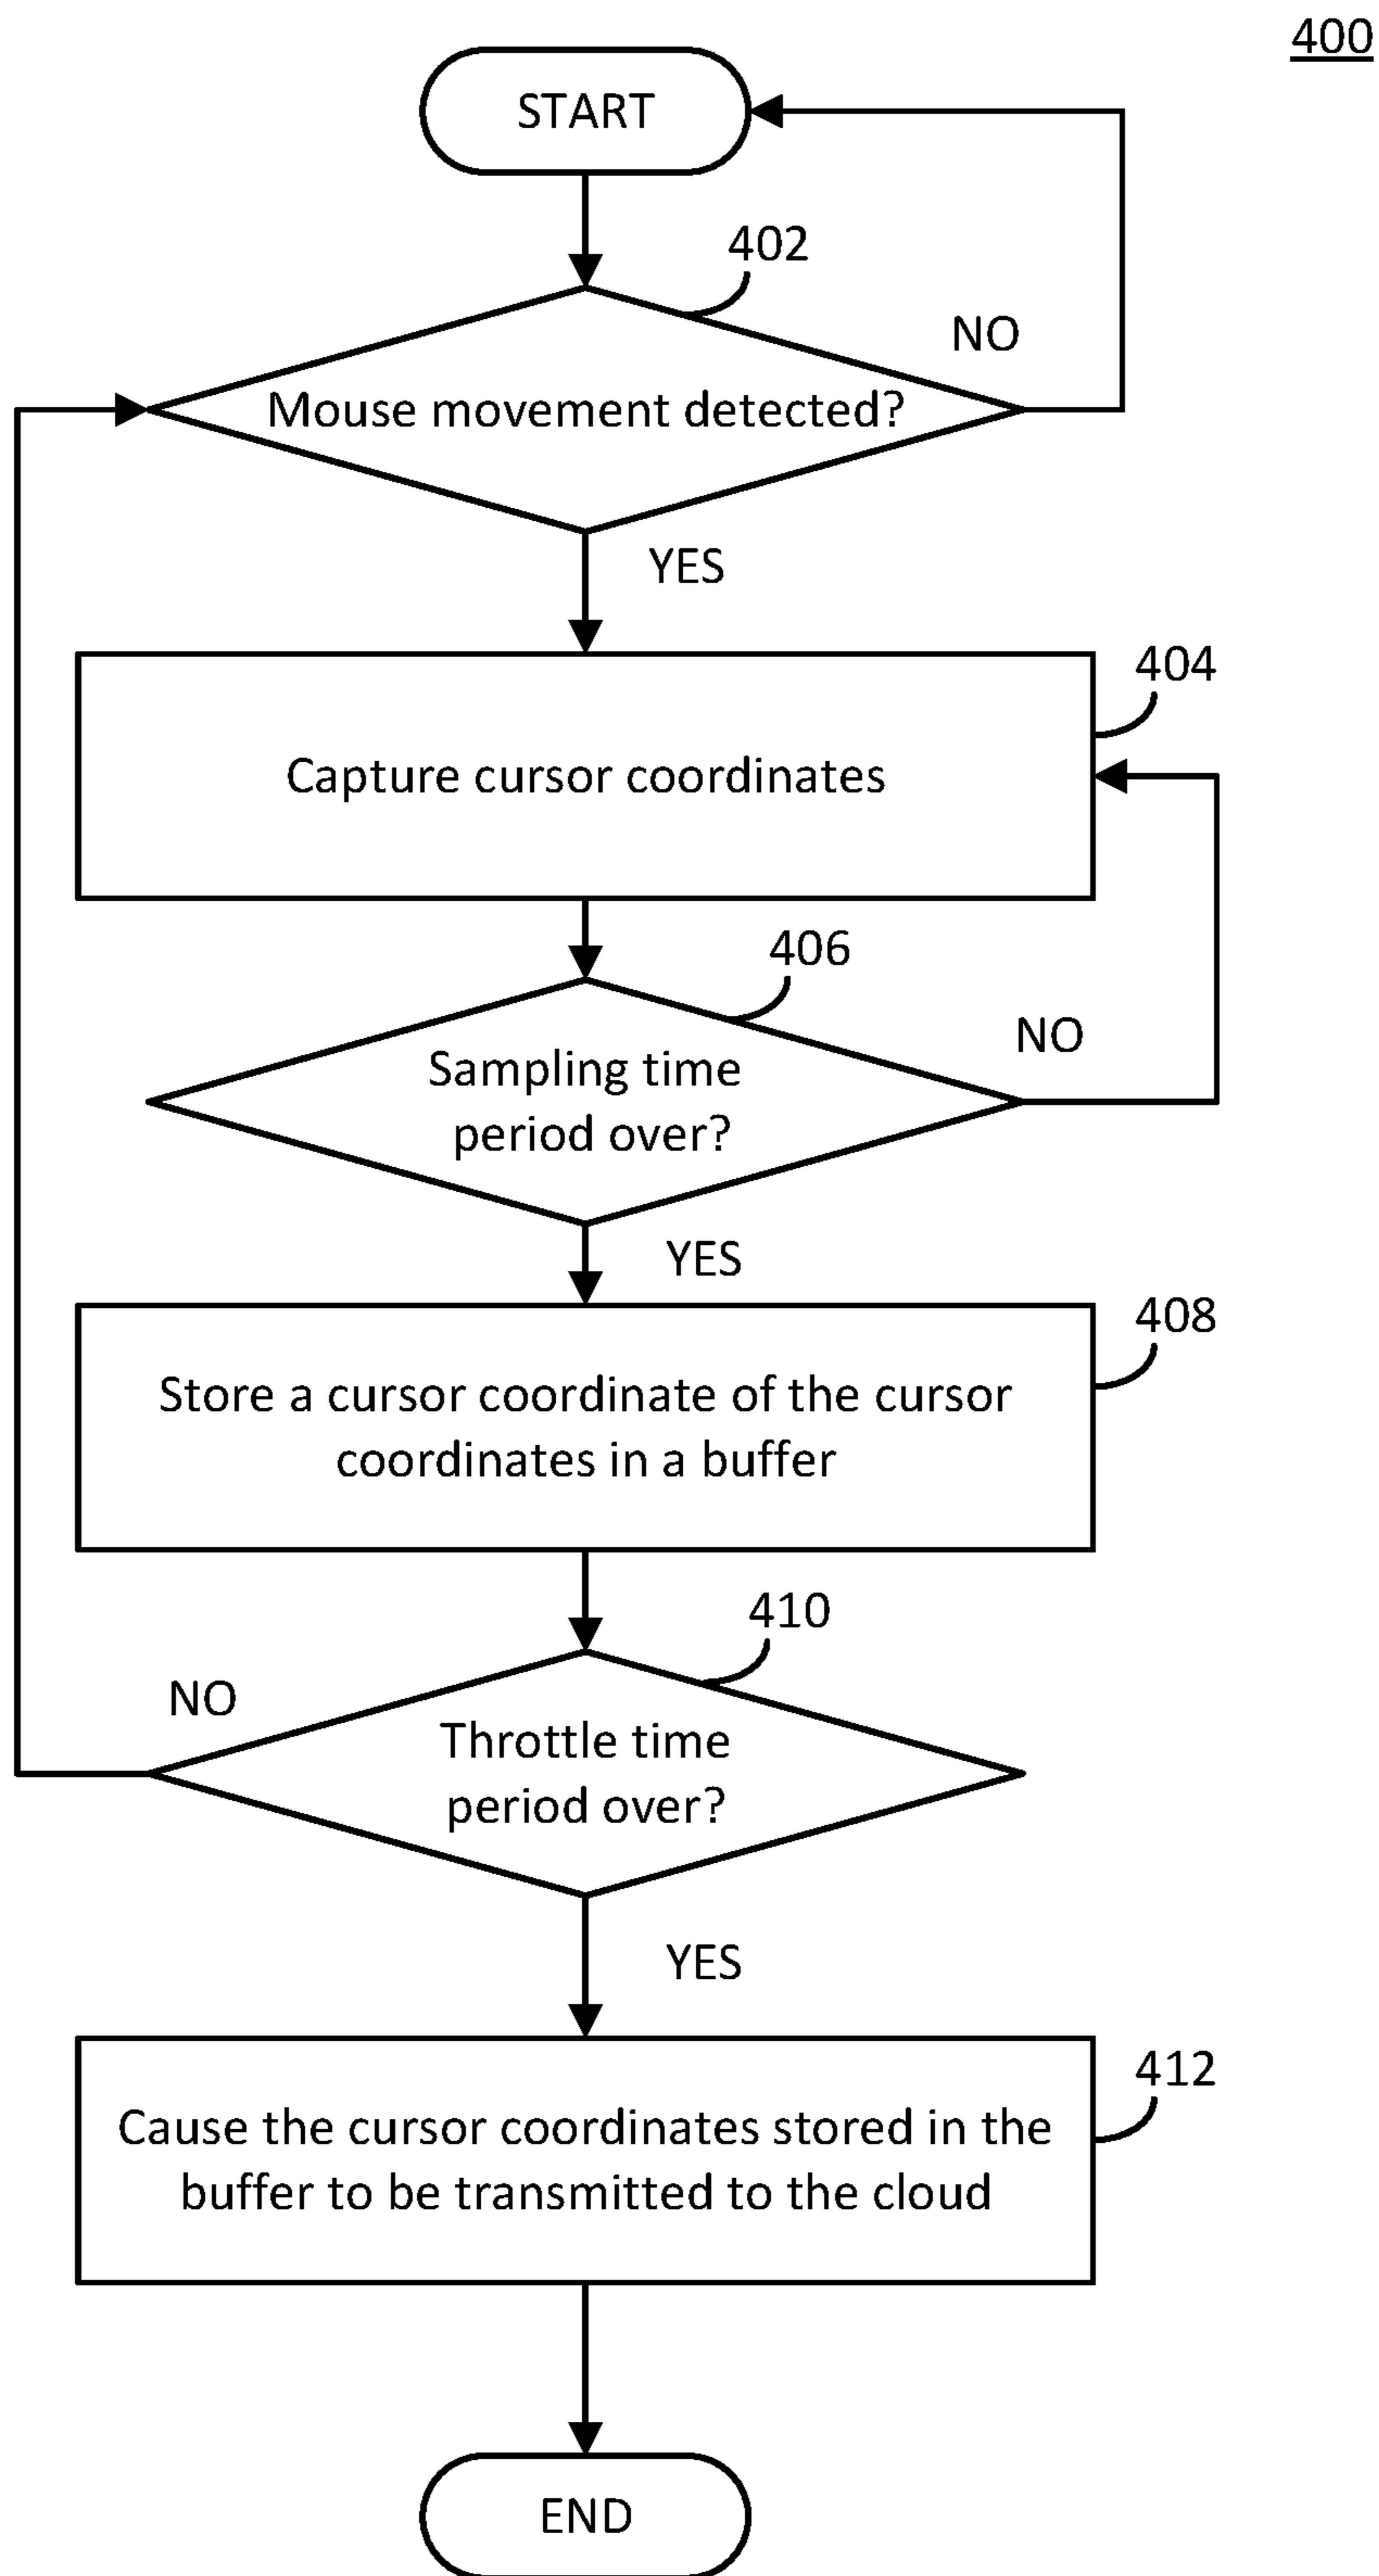 400
START
402
NO
Mouse movement detected?
YES
404
Capture cursor coordinates
406
NO
Sampling time
period over?
YES
408
Store a cursor coordinate of the cursor
coordinates in a buffer
410
NO
Throttle time
period over?
YES
412
Cause the cursor coordinates stored in the
buffer to be transmitted to the cloud
END